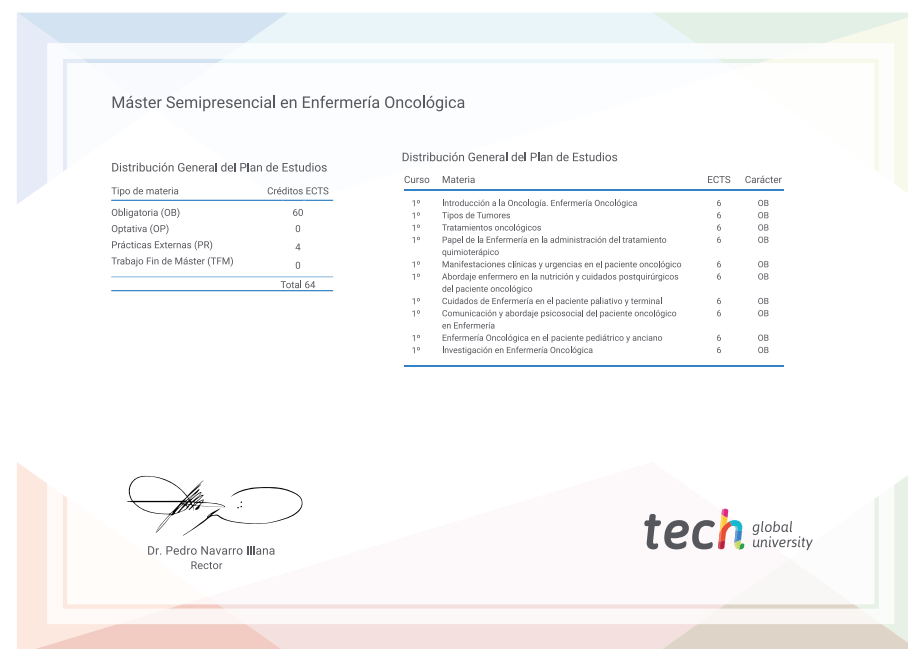 Máster Semipresencial en Enfermería Oncológica
Distribución General del Plan de Estudios
Tipo de materia Créditos ECTS
Obligatoria (OB) 60
Optativa (OP) 0
Prácticas Externas (PR) 4
Trabajo Fin de Máster (TFM) 0
Total 64
Distribución General del Plan de Estudios
Curso Materia ECTS Carácter
1º Introducción a la Oncología. Enfermería Oncológica 6 OB
1º Tipos de Tumores 6 OB
1º Tratamientos oncológicos 6 OB
1º Papel de la Enfermería en la administración del tratamiento 6 OB
quimioterápico
1º Manifestaciones clínicas y urgencias en el paciente oncológico 6 OB
1º Abordaje enfermero en la nutrición y cuidados postquirúrgicos 6 OB
del paciente oncológico
1º Cuidados de Enfermería en el paciente paliativo y terminal 6 OB
1º Comunicación y abordaje psicosocial del paciente oncológico 6 OB
en Enfermería
1º Enfermería Oncológica en el paciente pediátrico y anciano 6 OB
1º Investigación en Enfermería Oncológica 6 OB
Dr. Pedro Navarro Illana
Rector
tech global
university